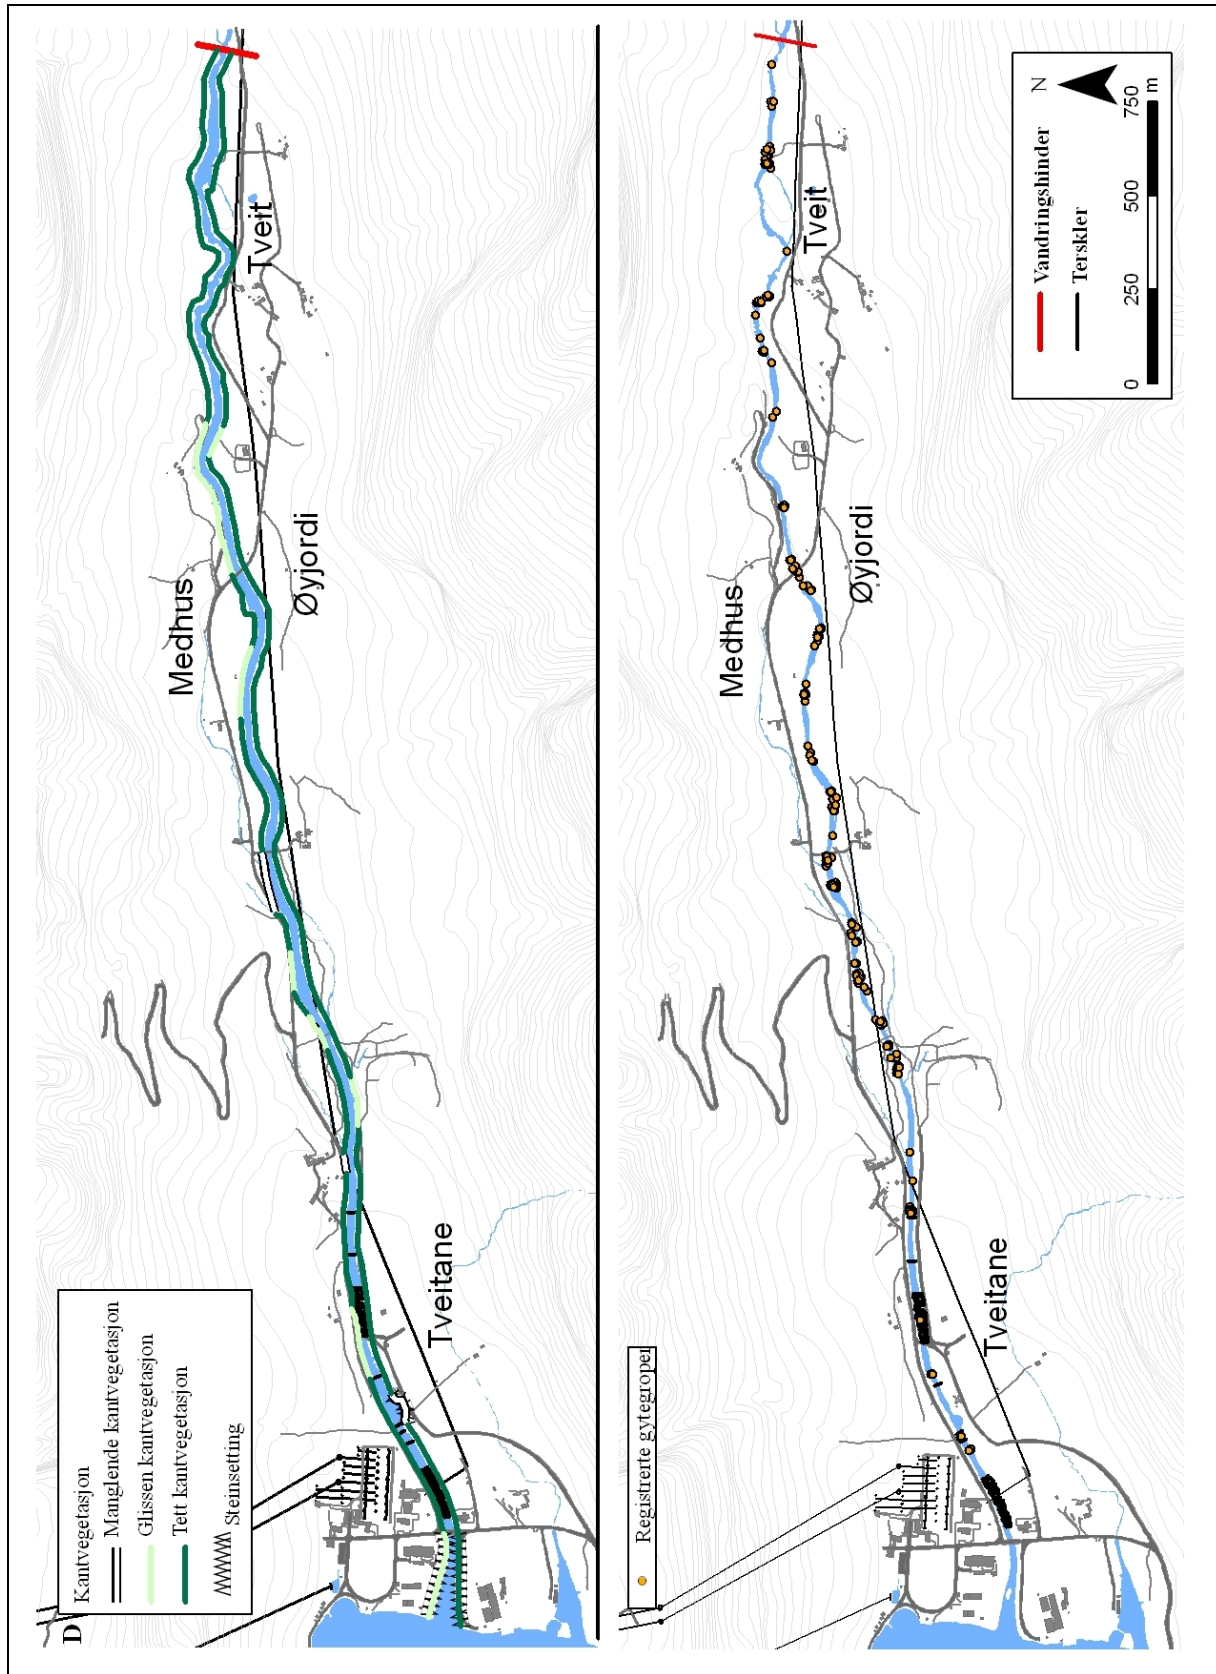 D
Kantvegetasjon
Manglende kantvegetasjon
Glissen kantvegetasjon
Tett kantvegetasjon
Steinseting
Tveitane
Medhus
Øyjordi
Tveit
Registrerte gytegroper
Tveitane
Medhus
Øyjordi
Tveit
Vandringshinder
Terskler
N
0 250 500 750 m